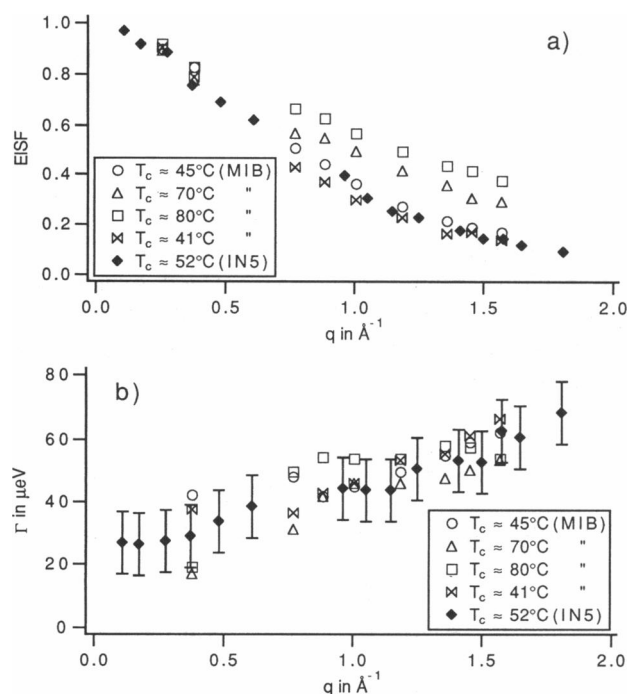 a)
EISF
1.0
0.8
0.6
0.4
0.2
0.0
T_c ≈ 45°C (MIB)
T_c ≈ 70°C "
T_c ≈ 80°C "
T_c ≈ 41°C "
T_c ≈ 52°C (IN5)
0.0 0.5 1.0 1.5 2.0
q in Å⁻¹
b)
Γ in μeV
80
60
40
20
0
T_c ≈ 45°C (MIB)
T_c ≈ 70°C "
T_c ≈ 80°C "
T_c ≈ 41°C "
T_c ≈ 52°C (IN5)
0.0 0.5 1.0 1.5 2.0
q in Å⁻¹